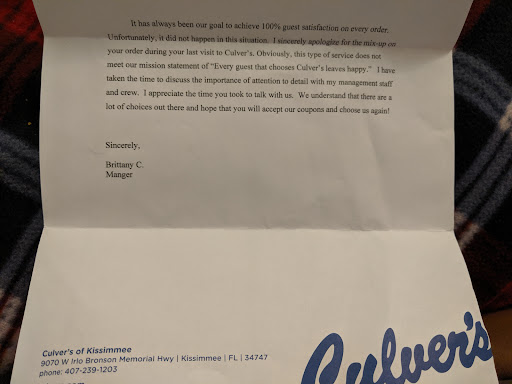 It has always been our goal to achieve 100% guest satisfaction on every order.
Unfortunately, it did not happen in this situation. I sincerely apologize for the mix-up on
your order during your last visit to Culver's. Obviously, this type of service does not
meet our mission statement of "Every guest that chooses Culver's leaves happy." I have
taken the time to discuss the importance of attention to detail with my management staff
and crew. I appreciate the time you took to talk with us. We understand that there are a
lot of choices out there and hope that you will accept our coupons and choose us again!
Sincerely,
Brittany C.
Manger
Culver's of Kissimmee
9070 W Irlo Bronson Memorial Hwy | Kissimmee | FL | 34747
phone: 407-239-1203
Culver's